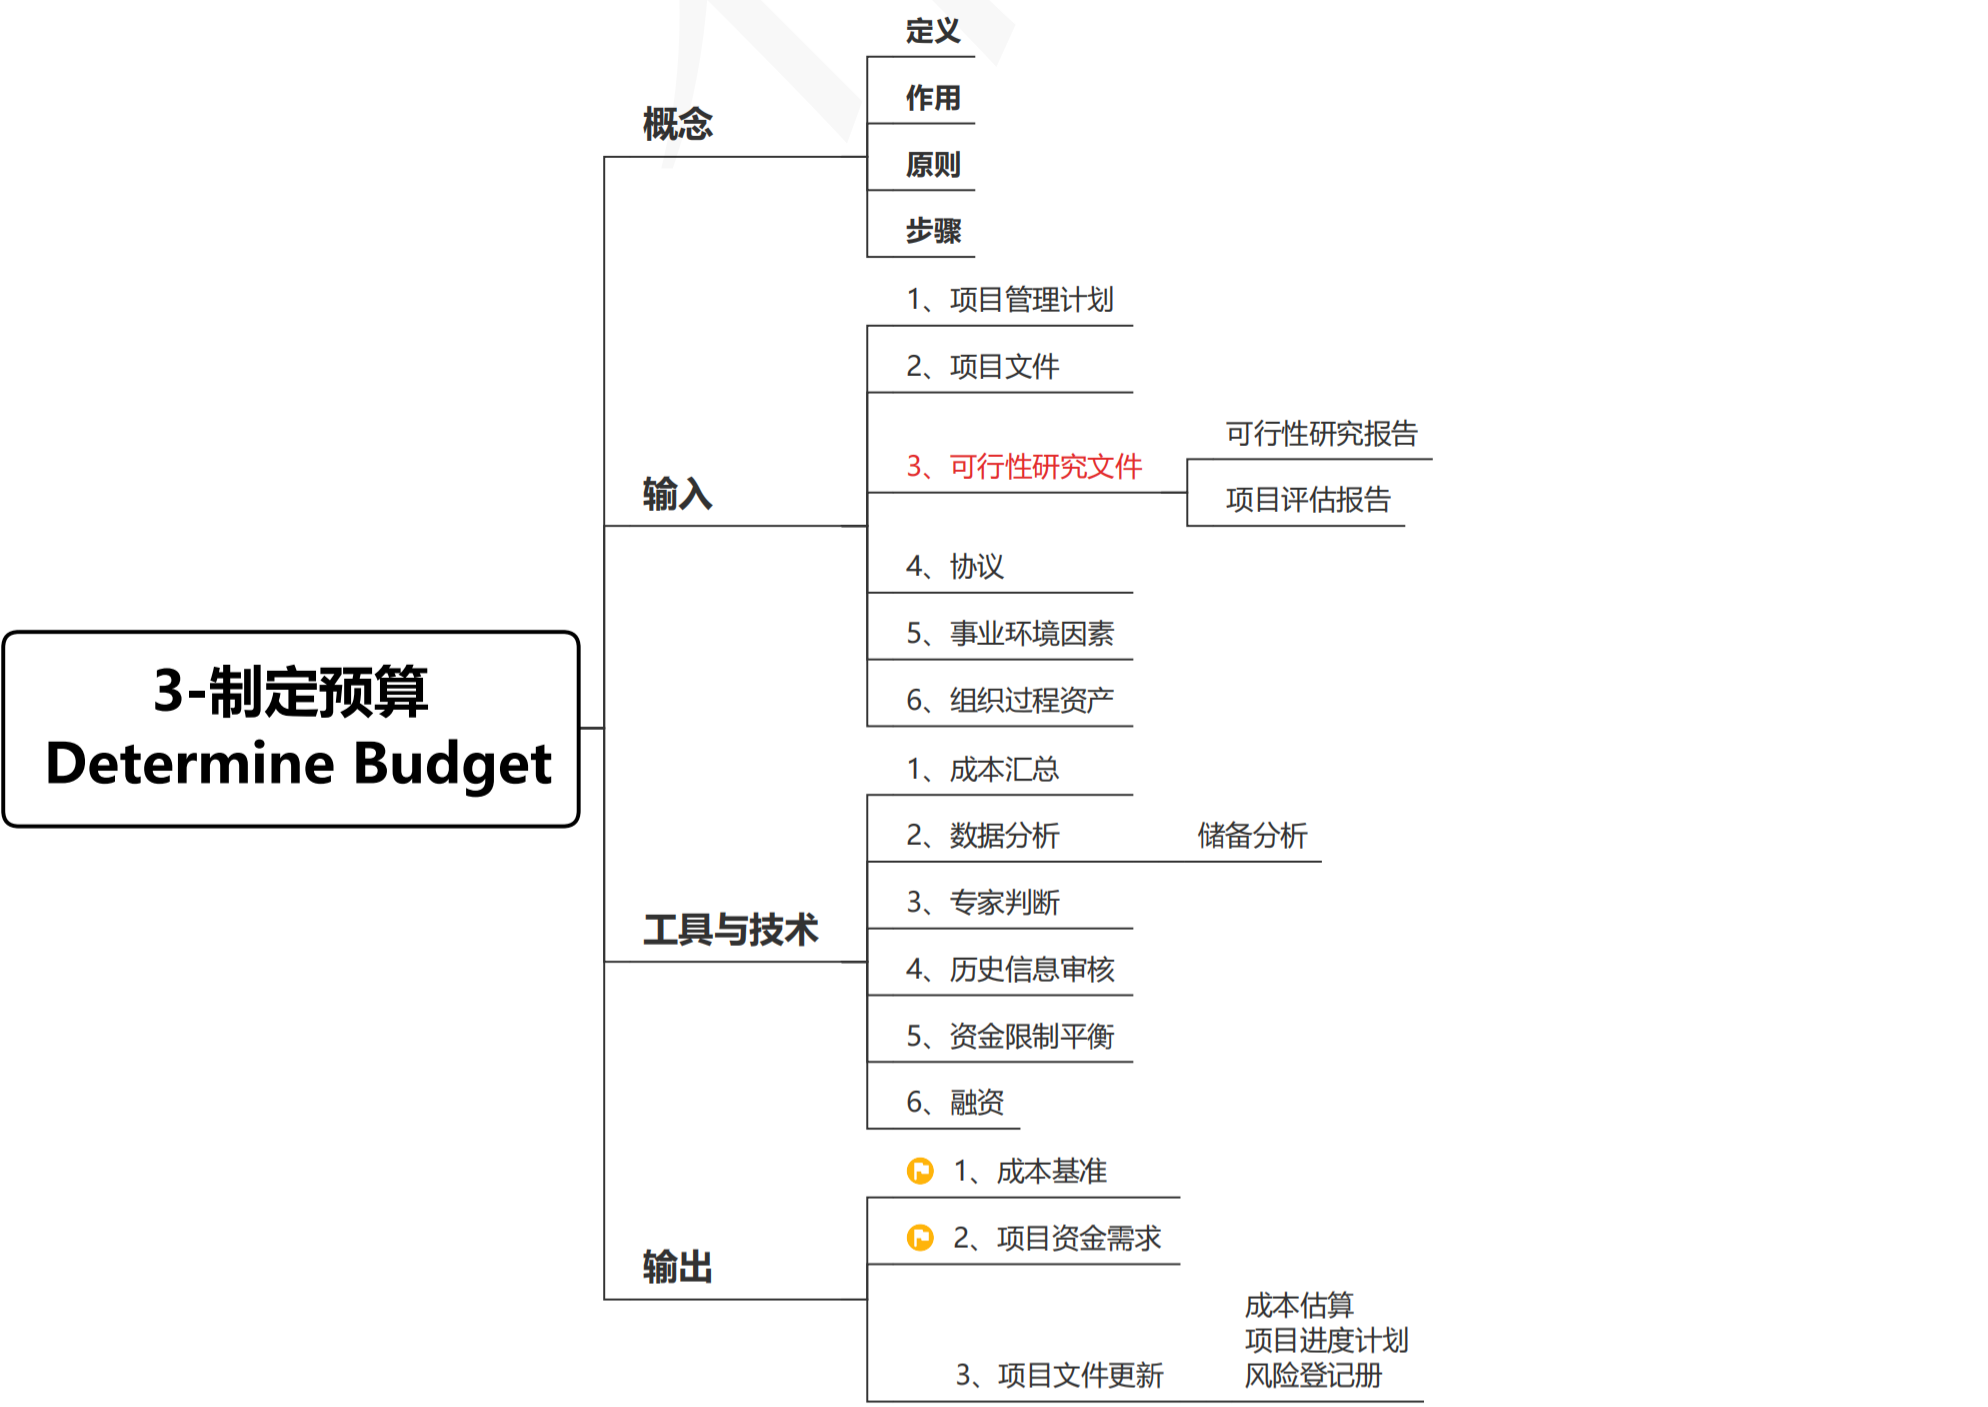 3-制定预算
Determine Budget
概念
定义
作用
原则
步骤
输入
1、项目管理计划
2、项目文件
3、可行性研究文件
可行性研究报告
项目评估报告
4、协议
5、事业环境因素
6、组织过程资产
工具与技术
1、成本汇总
2、数据分析
储备分析
3、专家判断
4、历史信息审核
5、资金限制平衡
6、融资
输出
1、成本基准
2、项目资金需求
3、项目文件更新
成本估算
项目进度计划
风险登记册